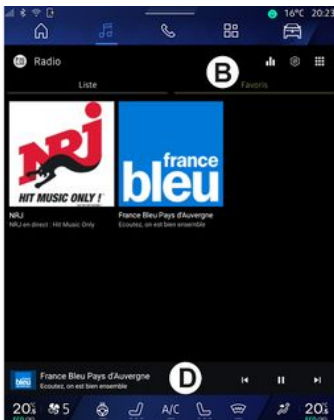 16°C 20:23
Radio
B
Liste
Favoris
NRJ
HIT MUSIC ONLY !
france
bleu
NRJ
NRJ en direct : Hit Music Only
France Bleu Pays d'Auvergne
Ecoutez, on est bien ensemble
bleu
France Bleu Pays d'Auvergne
Ecoutez, on est bien ensemble
D
20°
5
A/C
20°